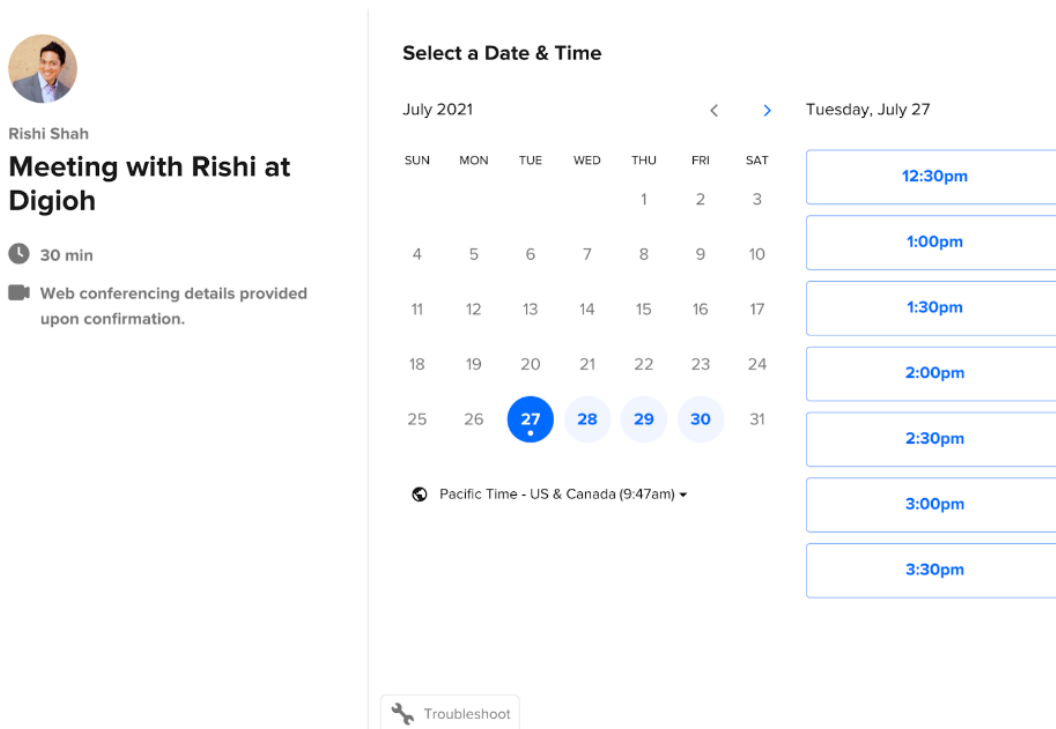 Rishi Shah
Meeting with Rishi at
Digioh
30 min
Web conferencing details provided
upon confirmation.
Select a Date & Time
July 2021
SUN MON TUE WED THU FRI SAT
1 2 3
4 5 6 7 8 9 10
11 12 13 14 15 16 17
18 19 20 21 22 23 24
25 26 27 28 29 30 31
Pacific Time - US & Canada (9:47am)
Tuesday, July 27
12:30pm
1:00pm
1:30pm
2:00pm
2:30pm
3:00pm
3:30pm
Troubleshoot